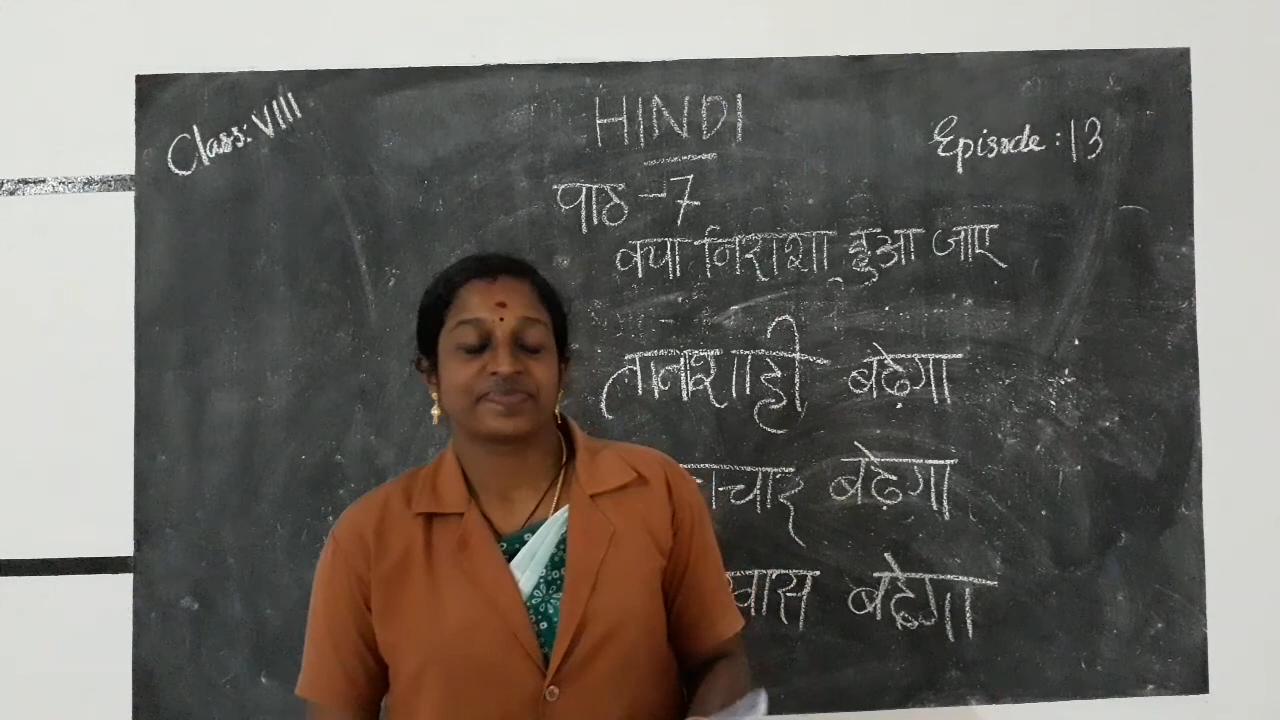 Class: VIII
HINDI
Episode : 13
पाठ -7
क्या निराशा हुआ जाए
तानाशाही बढ़ेगा
बढ़ेगा
बढ़ेगा